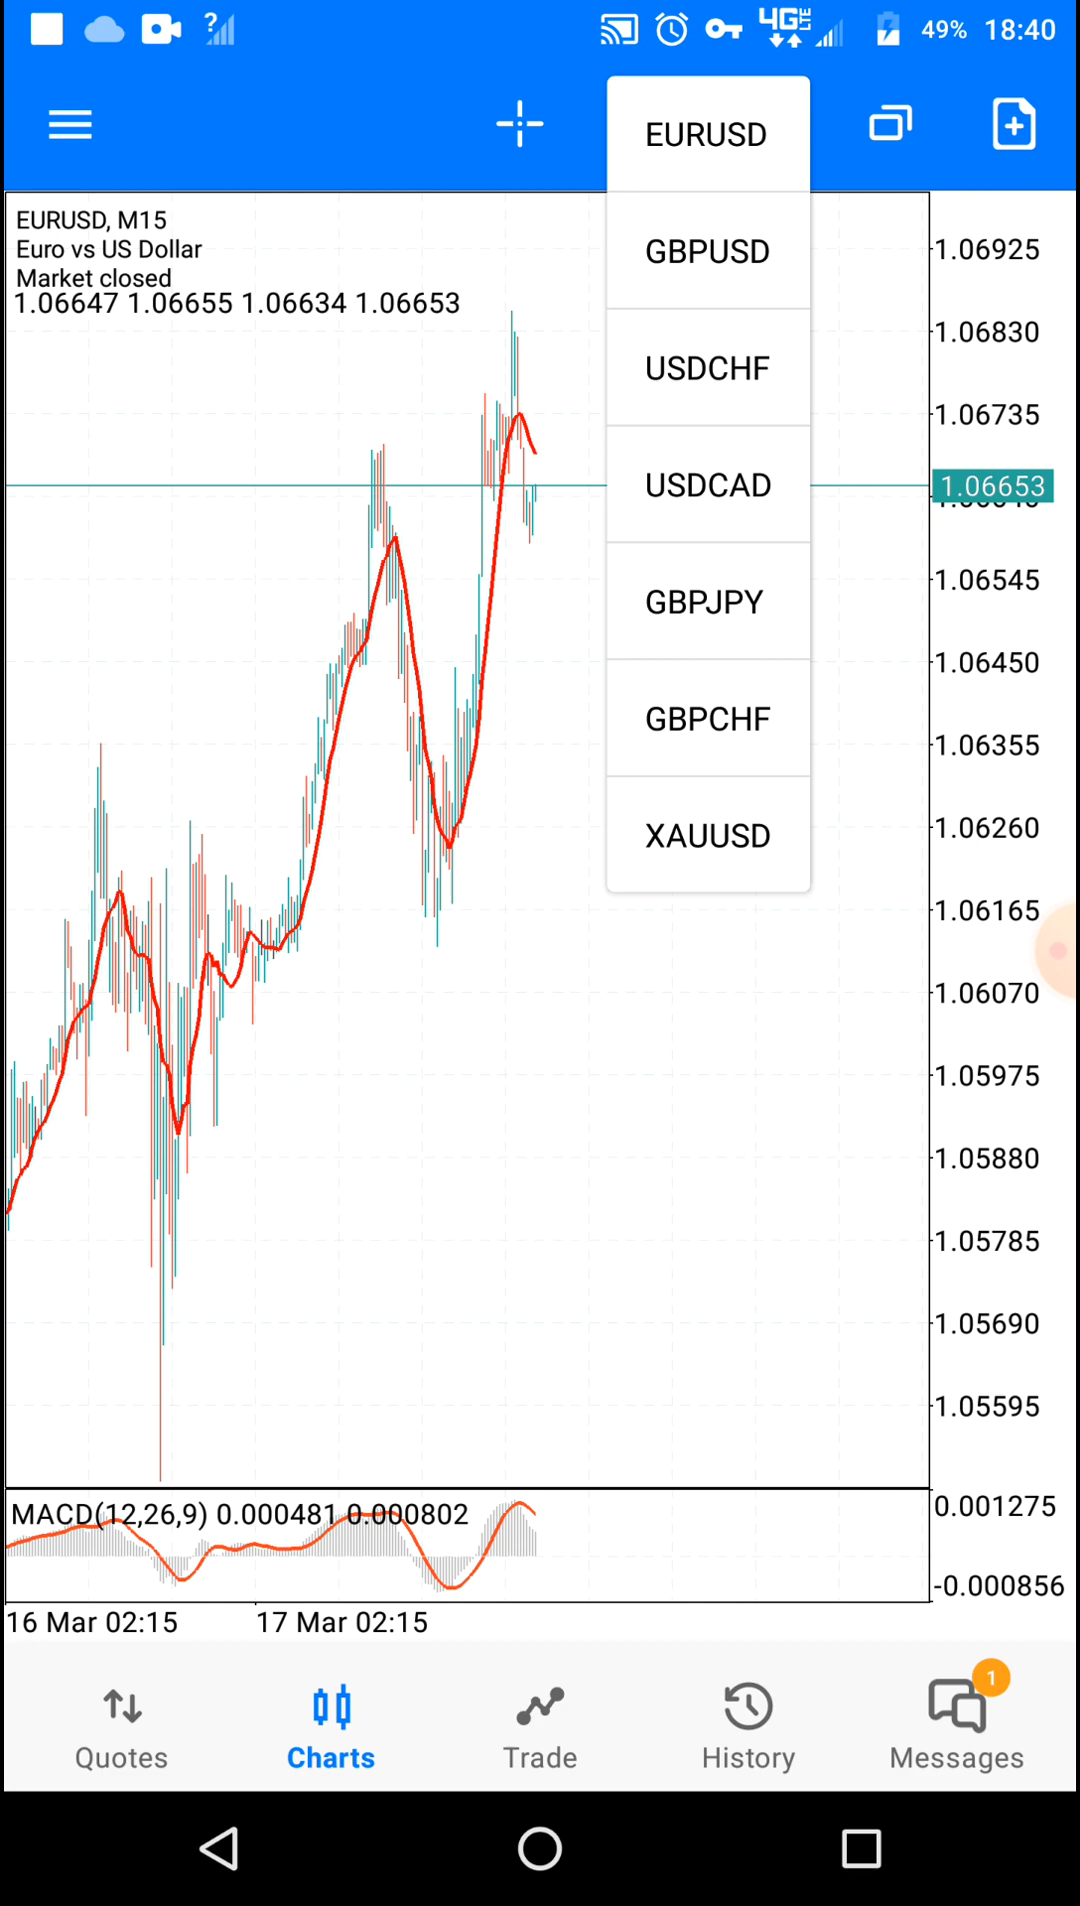 49% 18:40
EURUSD
GBPUSD
USDCHF
USDCAD
GBPJPY
GBPCHF
XAUUSD
EURUSD, M15
Euro vs US Dollar
Market closed
1.06647 1.06655 1.06634 1.06653
1.06925
1.06830
1.06735
1.06653
1.06545
1.06450
1.06355
1.06260
1.06165
1.06070
1.05975
1.05880
1.05785
1.05690
1.05595
MACD(12,26,9) 0.000481 0.000802
0.001275
-0.000856
16 Mar 02:15 17 Mar 02:15
1
Quotes Charts Trade History Messages
4G LTE
?